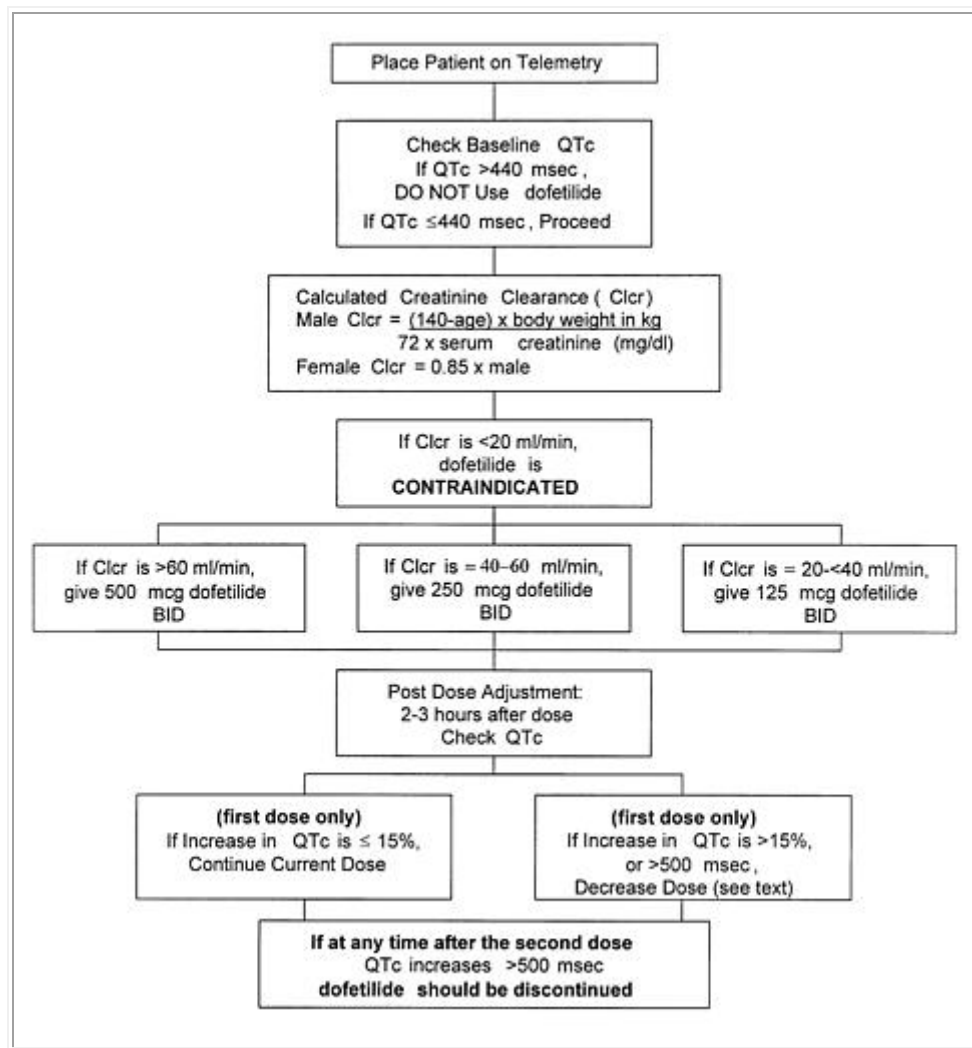 Place Patient on Telemetry
Check Baseline QTc
If QTc >440 msec,
DO NOT Use dofetilide
If QTc ≤440 msec, Proceed
Calculated Creatinine Clearance ( Clcr)
Male Clcr = (140-age) x body weight in kg
72 x serum creatinine (mg/dl)
Female Clcr = 0.85 x male
If Clcr is <20 ml/min,
dofetilide is
CONTRAINDICATED
If Clcr is >60 ml/min,
give 500 mcg dofetilide
BID
If Clcr is = 40–60 ml/min,
give 250 mcg dofetilide
BID
If Clcr is = 20-<40 ml/min,
give 125 mcg dofetilide
BID
Post Dose Adjustment:
2-3 hours after dose
Check QTc
(first dose only)
If Increase in QTc is ≤ 15%,
Continue Current Dose
(first dose only)
If Increase in QTc is >15%,
or >500 msec,
Decrease Dose (see text)
If at any time after the second dose
QTc increases >500 msec
dofetilide should be discontinued